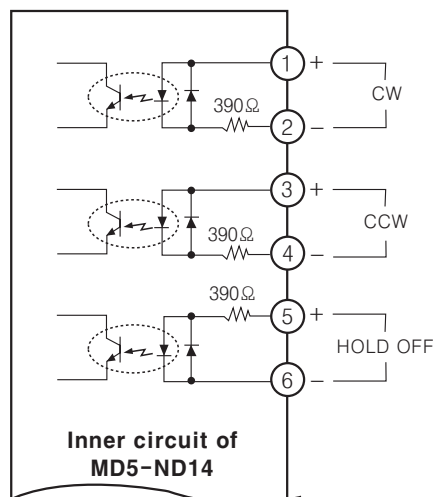 1 +
CW
390Ω
2 −
3 +
CCW
390Ω
4 −
390Ω
5 +
HOLD OFF
6 −
Inner circuit of
MD5-ND14